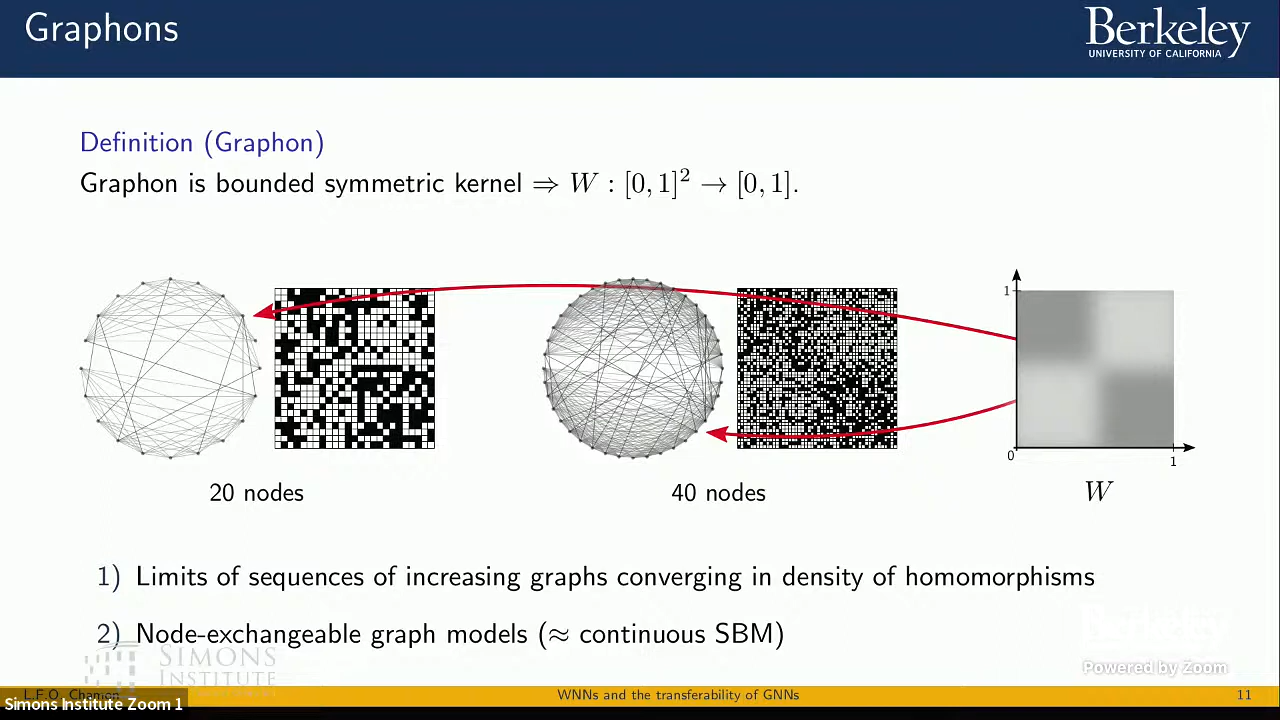 Graphons
Berkeley
UNIVERSITY OF CALIFORNIA
Definition (Graphon)
Graphon is bounded symmetric kernel ⇒ W : [0, 1]² → [0, 1].
1
0
1
20 nodes
40 nodes
W
1) Limits of sequences of increasing graphs converging in density of homomorphisms
2) Node-exchangeable graph models (≈ continuous SBM)
SIMONS
INSTITUTE
Berkeley
Powered by Zoom
L.F.O. Chamon
WNNs and the transferability of GNNs
11
Simons Institute Zoom 1